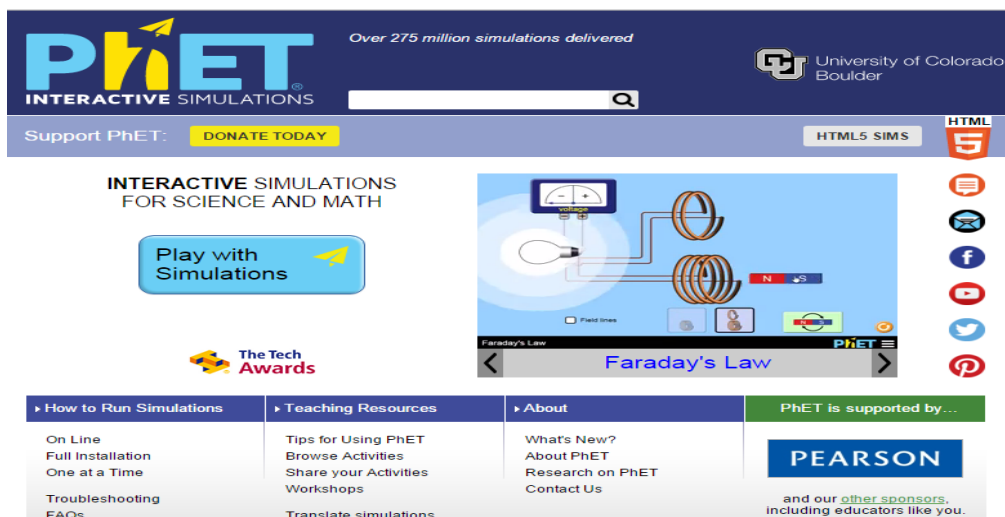 Over 275 million simulations delivered
PhET
®
INTERACTIVE SIMULATIONS
University of Colorado
Boulder
Support PhET:
DONATE TODAY
HTML5 SIMS
HTML
5
INTERACTIVE SIMULATIONS
FOR SCIENCE AND MATH
Play with
Simulations
The Tech
Awards
voltage
N S
Field lines
N S
Faraday's Law
PhET
Faraday's Law
How to Run Simulations
On Line
Full Installation
One at a Time
Troubleshooting
FAQs
Teaching Resources
Tips for Using PhET
Browse Activities
Share your Activities
Workshops
Translate simulations
About
What's New?
About PhET
Research on PhET
Contact Us
PhET is supported by...
PEARSON
and our other sponsors,
including educators like you.